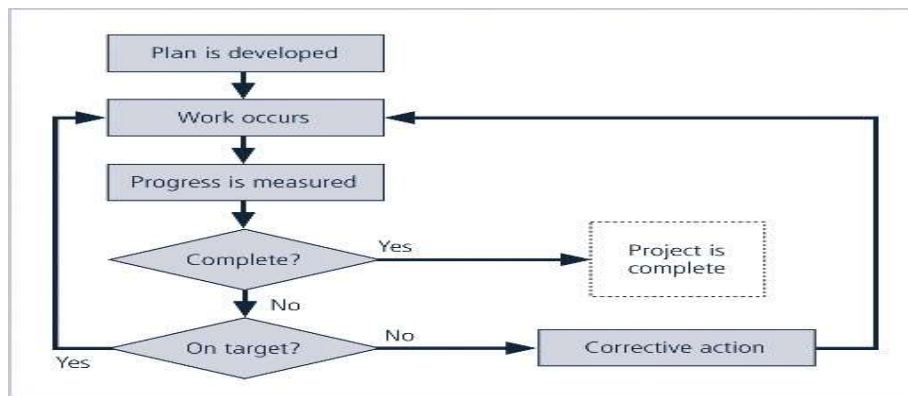 Plan is developed
Work occurs
Progress is measured
Complete?
Yes
Project is
complete
No
On target?
No
Corrective action
Yes